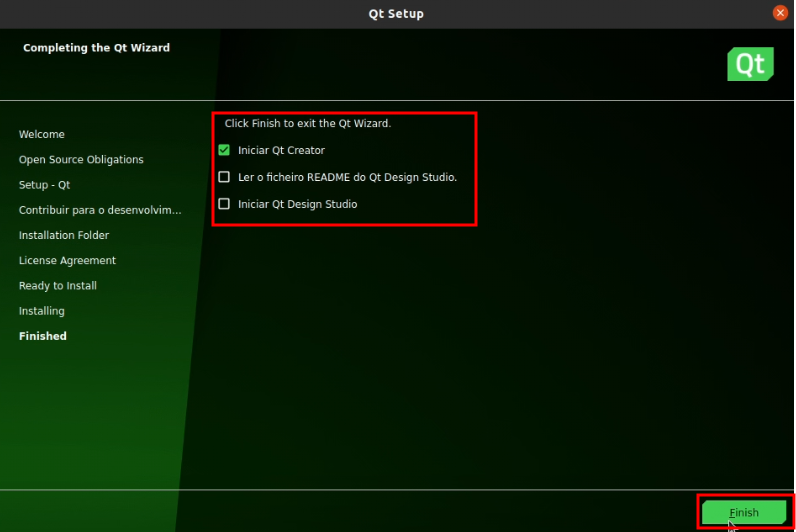 Qt Setup
Completing the Qt Wizard
Qt
Welcome
Open Source Obligations
Setup - Qt
Contribuir para o desenvolvim...
Installation Folder
License Agreement
Ready to Install
Installing
Finished
Click Finish to exit the Qt Wizard.
Iniciar Qt Creator
Ler o ficheiro README do Qt Design Studio.
Iniciar Qt Design Studio
Finish